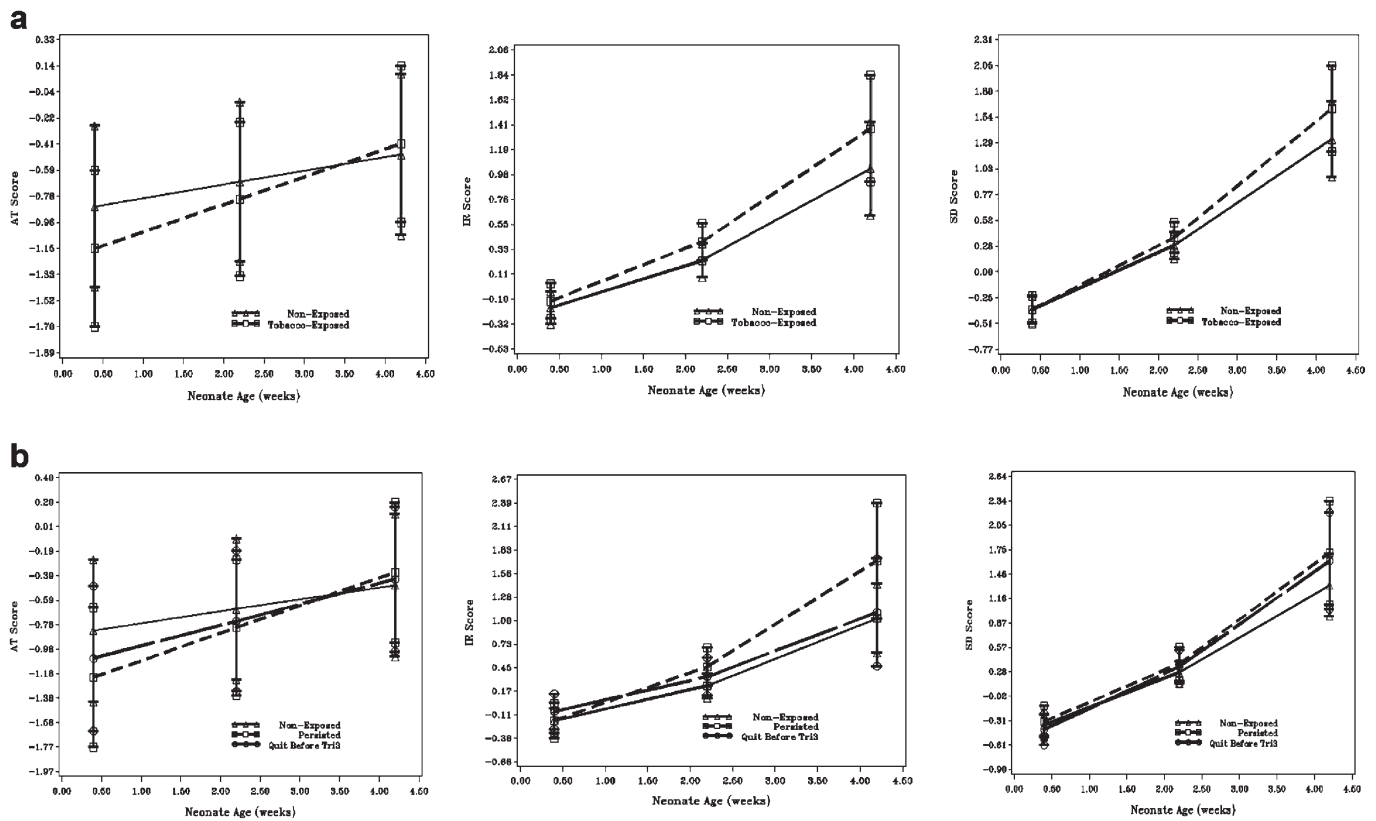 a
0.33
0.14
-0.04
-0.22
-0.41
-0.59
-0.78
-0.96
-1.15
-1.33
-1.52
-1.70
-1.89
AT Score
Non-Exposed
Tobacco-Exposed
0.00 0.50 1.00 1.50 2.00 2.50 3.00 3.50 4.00 4.50
Neonate Age (weeks)
2.06
1.84
1.62
1.41
1.19
0.98
0.76
0.55
0.33
0.11
-0.10
-0.32
-0.53
IR Score
Non-Exposed
Tobacco-Exposed
0.00 0.50 1.00 1.50 2.00 2.50 3.00 3.50 4.00 4.50
Neonate Age (weeks)
2.31
2.06
1.80
1.54
1.29
1.03
0.77
0.52
0.26
0.00
-0.26
-0.51
-0.77
SD Score
Non-Exposed
Tobacco-Exposed
0.00 0.50 1.00 1.50 2.00 2.50 3.00 3.50 4.00 4.50
Neonate Age (weeks)
b
0.40
0.20
0.01
-0.19
-0.39
-0.59
-0.78
-0.98
-1.18
-1.38
-1.58
-1.77
-1.97
AT Score
Non-Exposed
Persisted
Quit Before Tri3
0.00 0.50 1.00 1.50 2.00 2.50 3.00 3.50 4.00 4.50
Neonate Age (weeks)
2.67
2.39
2.11
1.83
1.56
1.28
1.00
0.73
0.45
0.17
-0.11
-0.38
-0.66
IR Score
Non-Exposed
Persisted
Quit Before Tri3
0.00 0.50 1.00 1.50 2.00 2.50 3.00 3.50 4.00 4.50
Neonate Age (weeks)
2.64
2.34
2.05
1.75
1.46
1.16
0.87
0.57
0.28
-0.02
-0.31
-0.61
-0.90
SD Score
Non-Exposed
Persisted
Quit Before Tri3
0.00 0.50 1.00 1.50 2.00 2.50 3.00 3.50 4.00 4.50
Neonate Age (weeks)